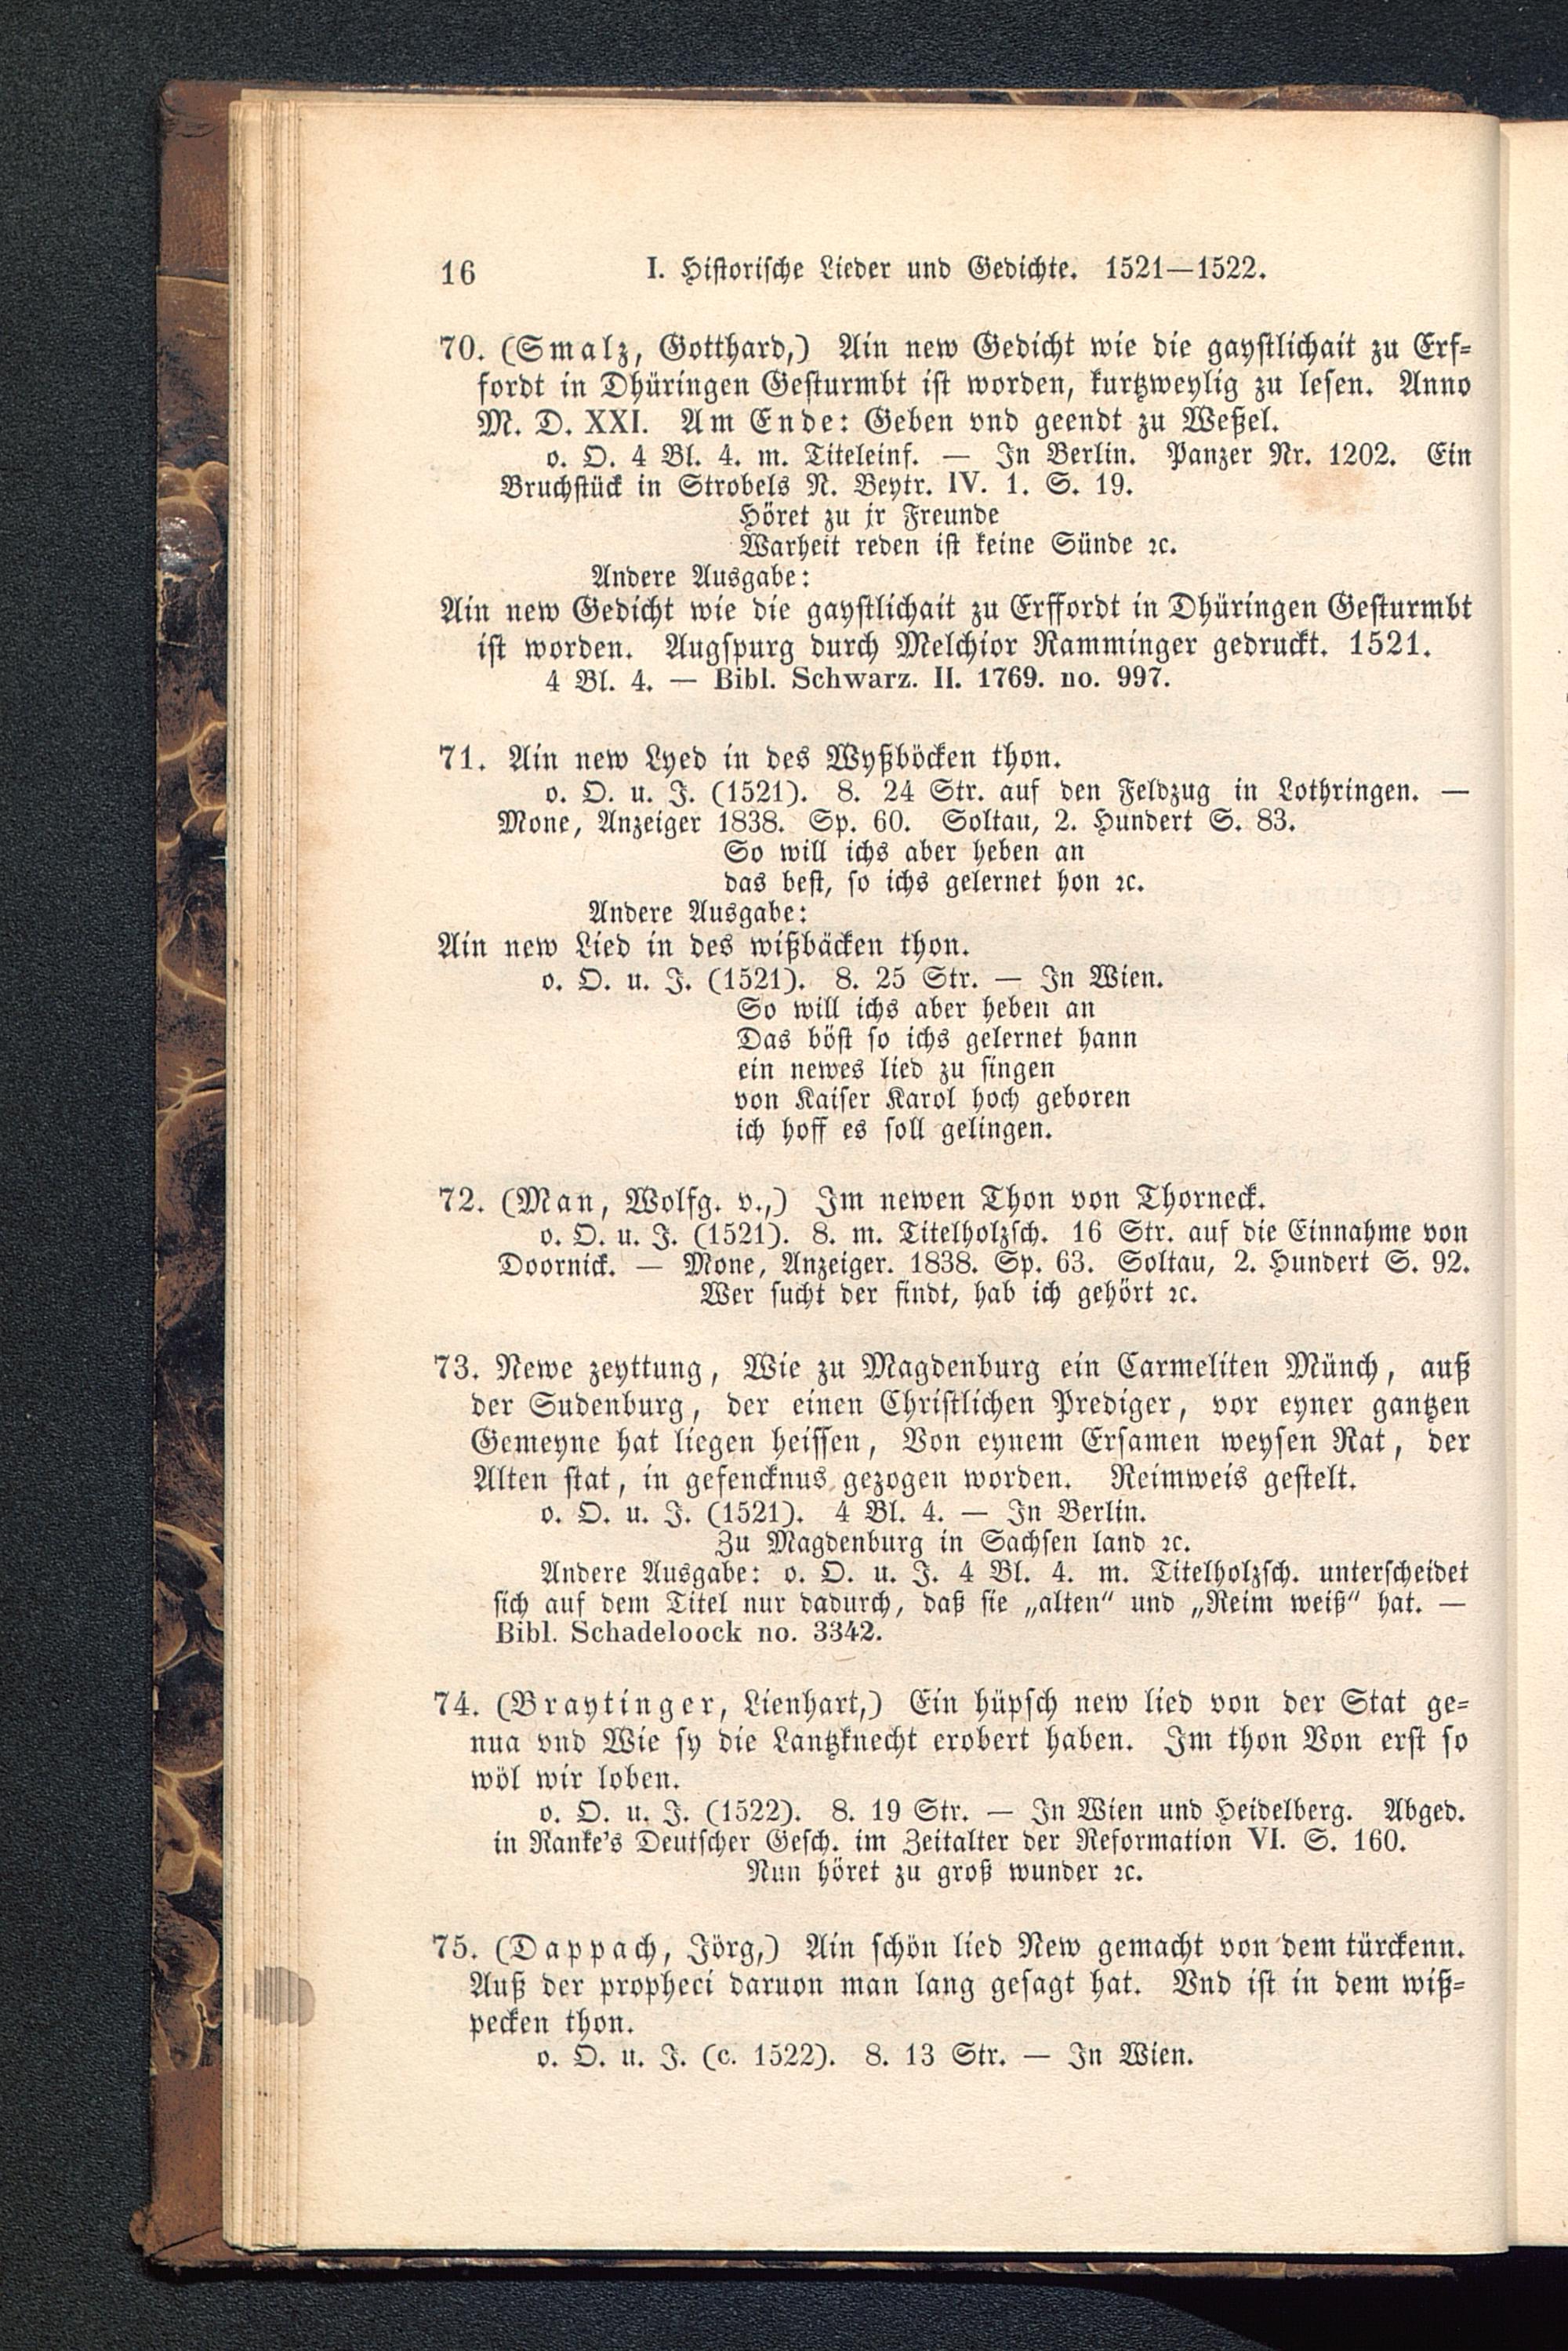 16 I. Historische Lieder und Gedichte. 1521—1522.
70. (Smalz, Gotthard,) Ain new Gedicht wie die gaystlichait zu Erf-
fordt in Dhüringen Gesturmbt ist worden, kurtzweylig zu lesen. Anno
M. D. XXI. Am Ende: Geben vnd geendt zu Weßel.
o. O. 4 Bl. 4. m. Titeleinf. — In Berlin. Panzer Nr. 1202. Ein
Bruchstück in Strobels N. Beytr. IV. 1. S. 19.
Höret zu jr Freunde
Warheit reden ist keine Sünde ꝛc.
Andere Ausgabe:
Ain new Gedicht wie die gaystlichait zu Erffordt in Dhüringen Gesturmbt
ist worden. Augspurg durch Melchior Ramminger gedruckt. 1521.
4 Bl. 4. — Bibl. Schwarz. II. 1769. no. 997.
71. Ain new Lyed in des Wyßböcken thon.
o. O. u. J. (1521). 8. 24 Str. auf den Feldzug in Lothringen. —
Mone, Anzeiger 1838. Sp. 60. Soltau, 2. Hundert S. 83.
So will ichs aber heben an
das best, so ichs gelernet hon ꝛc.
Andere Ausgabe:
Ain new Lied in des wißbäcken thon.
o. O. u. J. (1521). 8. 25 Str. — In Wien.
So will ichs aber heben an
Das böst so ichs gelernet hann
ein newes lied zu singen
von Kaiser Karol hoch geboren
ich hoff es soll gelingen.
72. (Man, Wolfg. v.,) Im newen Thon von Thorneck.
o. O. u. J. (1521). 8. m. Titelholzsch. 16 Str. auf die Einnahme von
Doornick. — Mone, Anzeiger. 1838. Sp. 63. Soltau, 2. Hundert S. 92.
Wer sucht der findt, hab ich gehört ꝛc.
73. Newe zeyttung, Wie zu Magdenburg ein Carmeliten Münch, auß
der Sudenburg, der einen Christlichen Prediger, vor eyner gantzen
Gemeyne hat liegen heissen, Von eynem Ersamen weysen Rat, der
Alten stat, in gefencknus gezogen worden. Reimweis gestelt.
o. O. u. J. (1521). 4 Bl. 4. — In Berlin.
Zu Magdenburg in Sachsen land ꝛc.
Andere Ausgabe: o. O. u. J. 4 Bl. 4. m. Titelholzsch. unterscheidet
sich auf dem Titel nur dadurch, daß sie „alten“ und „Reim weiß“ hat. —
Bibl. Schadeloock no. 3342.
74. (Braytinger, Lienhart,) Ein hüpsch new lied von der Stat ge-
nua vnd Wie sy die Lantzknecht erobert haben. Im thon Von erst so
wöl wir loben.
o. O. u. J. (1522). 8. 19 Str. — In Wien und Heidelberg. Abged.
in Ranke's Deutscher Gesch. im Zeitalter der Reformation VI. S. 160.
Nun höret zu groß wunder ꝛc.
75. (Dappach, Jörg,) Ain schön lied New gemacht von dem türckenn.
Auß der propheci daruon man lang gesagt hat. Vnd ist in dem wiß-
pecken thon.
o. O. u. J. (c. 1522). 8. 13 Str. — In Wien.